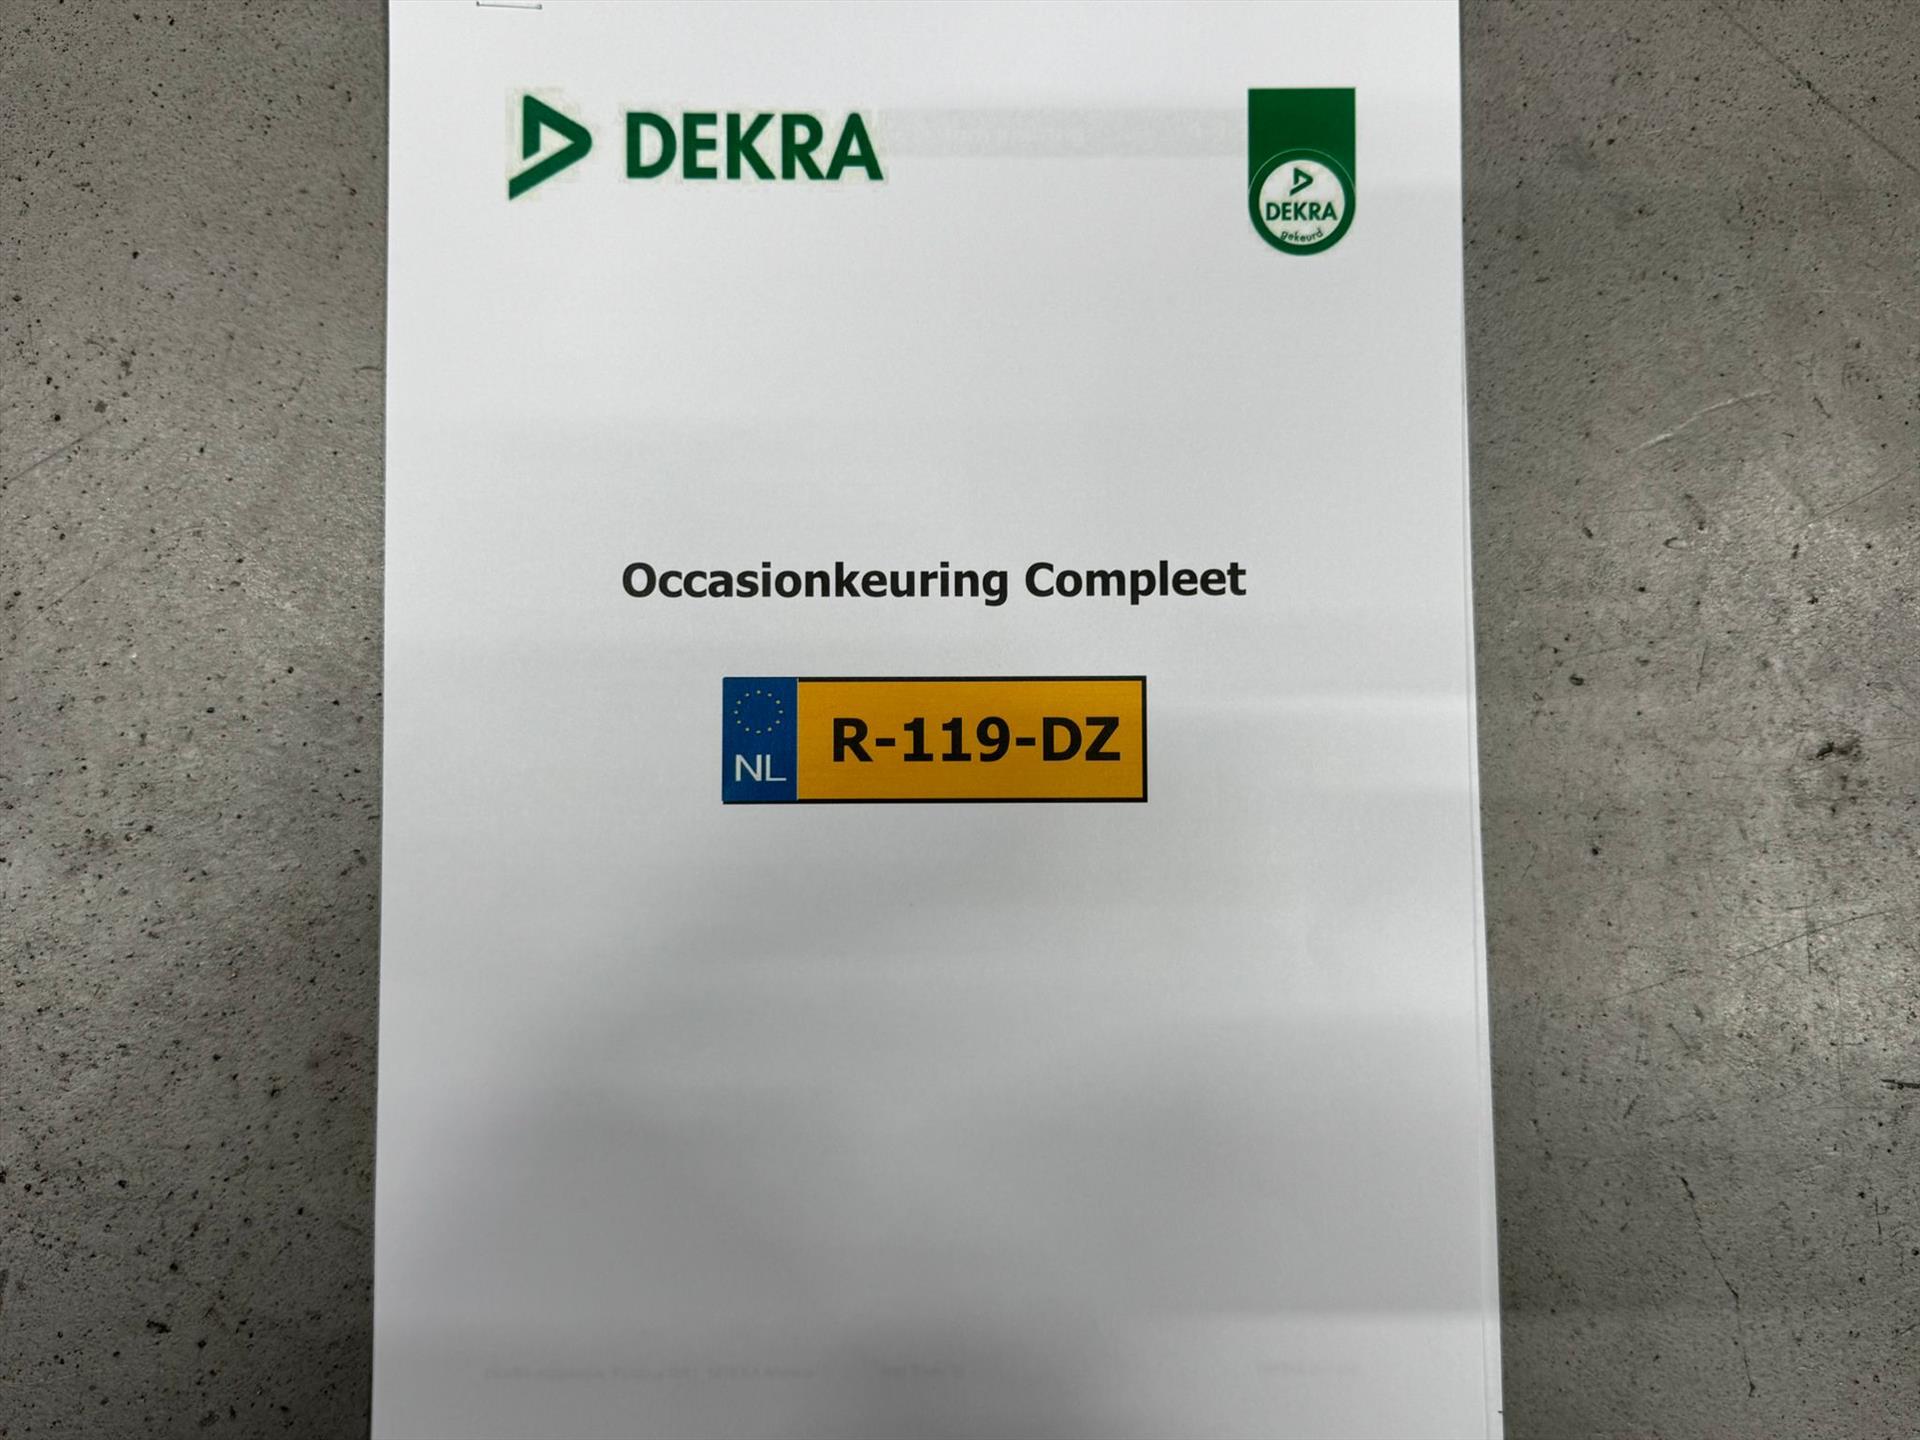 DEKRA
DEKRA
gekeurd
Occasionkeuring Compleet
NL
R-119-DZ